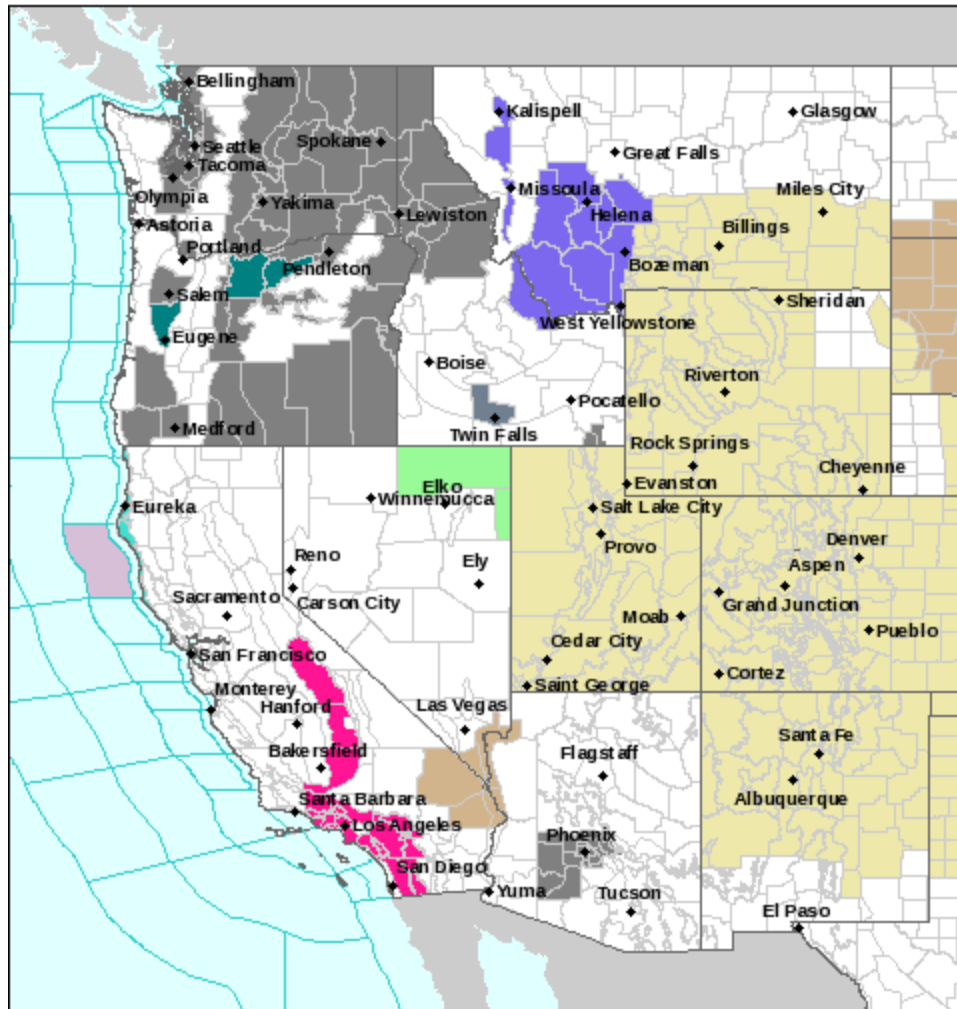 Bellingham
Kalispell
Glasgow
Seattle
Spokane
Great Falls
Tacoma
Olympia
Missoula
Miles City
Yakima
Lewiston
Helena
Astoria
Billings
Portland
Pendleton
Bozeman
Salem
Sheridan
West Yellowstone
Eugene
Boise
Riverton
Pocatello
Medford
Twin Falls
Rock Springs
Cheyenne
Elko
Evanston
Winnemucca
Eureka
Salt Lake City
Provo
Denver
Reno
Ely
Aspen
Sacramento
Carson City
Grand Junction
Moab
Pueblo
Cedar City
San Francisco
Cortez
Saint George
Monterey
Las Vegas
Hanford
Santa Fe
Bakersfield
Flagstaff
Albuquerque
Santa Barbara
Los Angeles
Phoenix
San Diego
Yuma
Tucson
El Paso